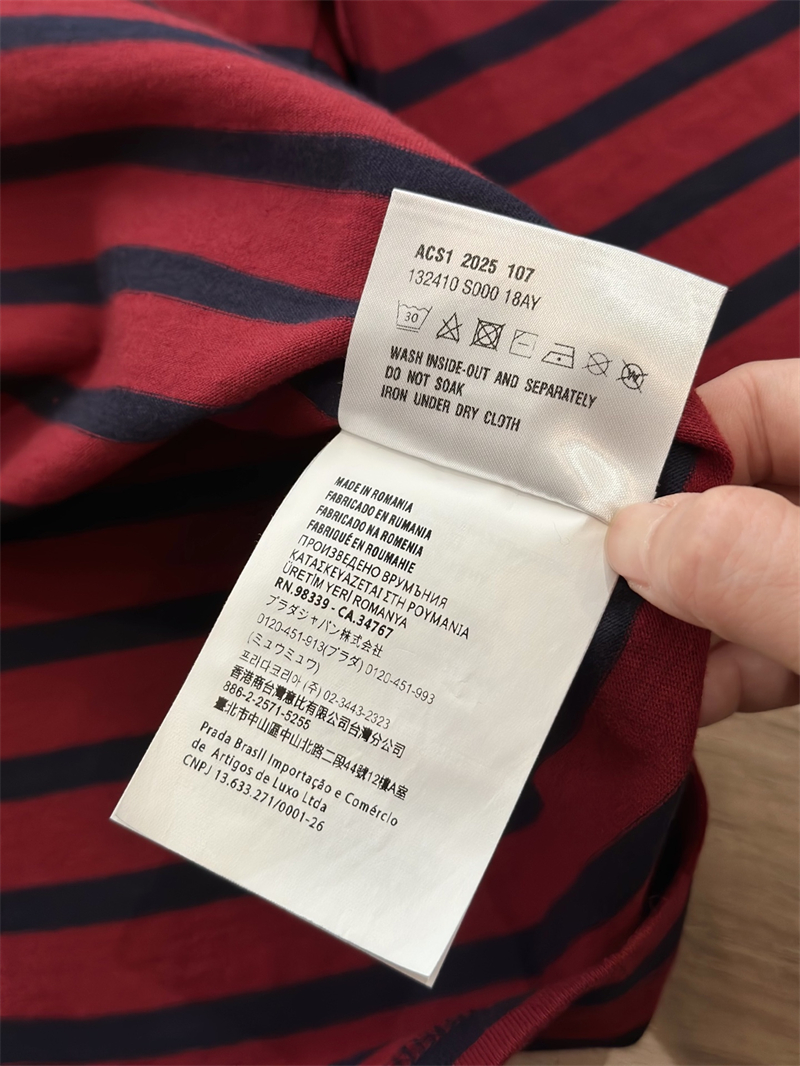 ACS1 2025 107
132410 S000 18AY
30
W
WASH INSIDE-OUT AND SEPARATELY
DO NOT SOAK
IRON UNDER DRY CLOTH
MADE IN ROMANIA
FABRICADO EN RUMANIA
FABRICADO NA ROMENIA
FABRIQUÉ EN ROUMANIE
ПРОИЗВЕДЕНО ВРУМЪНИЯ
ΚΑΤΑΣΚΕΥΑΖΕΤΑΙ ΣΤΗ ΡΟΥΜΑΝΙΑ
ÜRETİM YERİ ROMANYA
RN.98339 - CA.34767
プラダジャパン株式会社
0120-451-913(プラダ) 0120-451-993
(ミュウミュウ)
프라다코리아 (주) 02-3443-2323
香港商台灣惠比有限公司台灣分公司
886-2-2571-5255
臺北市中山區中山北路二段44號12樓A室
Prada Brasil Importação e Comércio
de Artigos de Luxo Ltda
CNPJ 13.633.271/0001-26